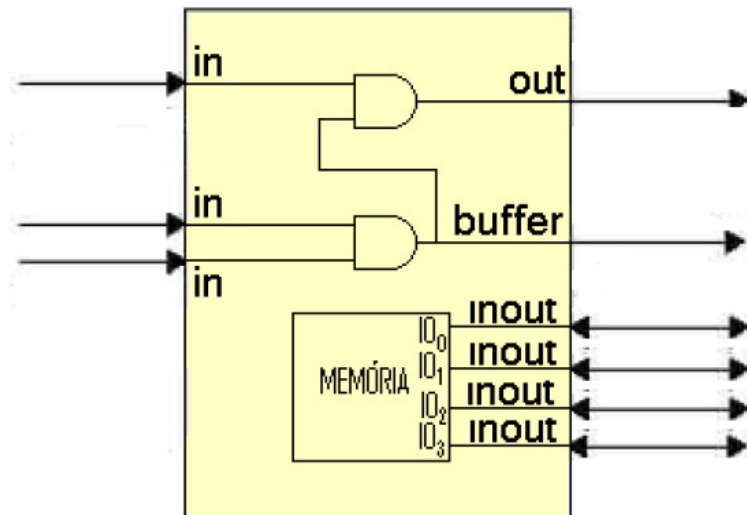 in
out
in
buffer
in
inout
IO0
inout
MEMÓRIA
IO1
inout
IO2
inout
IO3